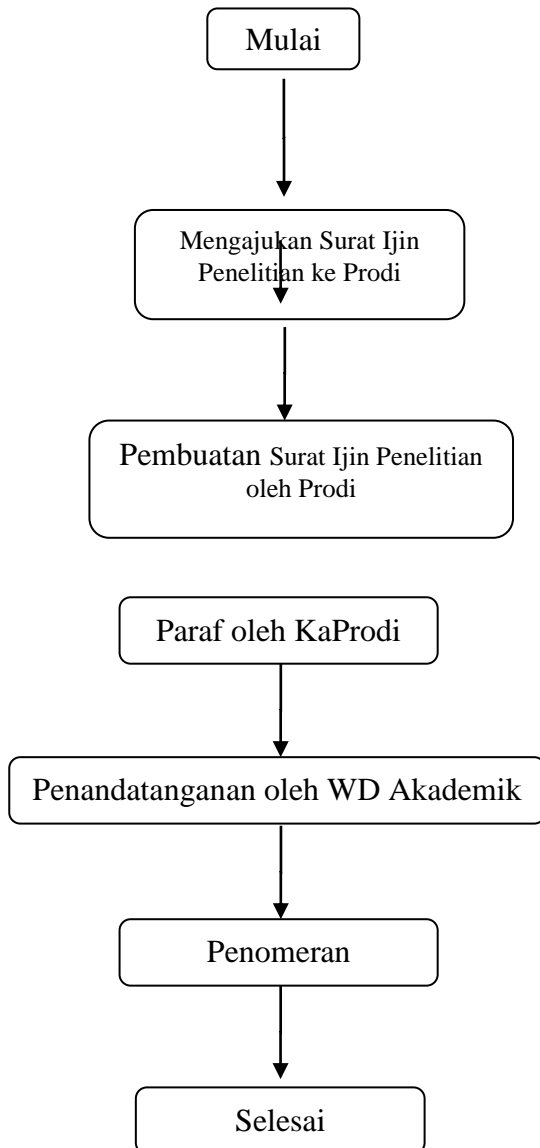 Mulai
Mengajukan Surat Ijin
Penelitian ke Prodi
Pembuatan Surat Ijin Penelitian
oleh Prodi
Paraf oleh KaProdi
Penandatanganan oleh WD Akademik
Penomeran
Selesai